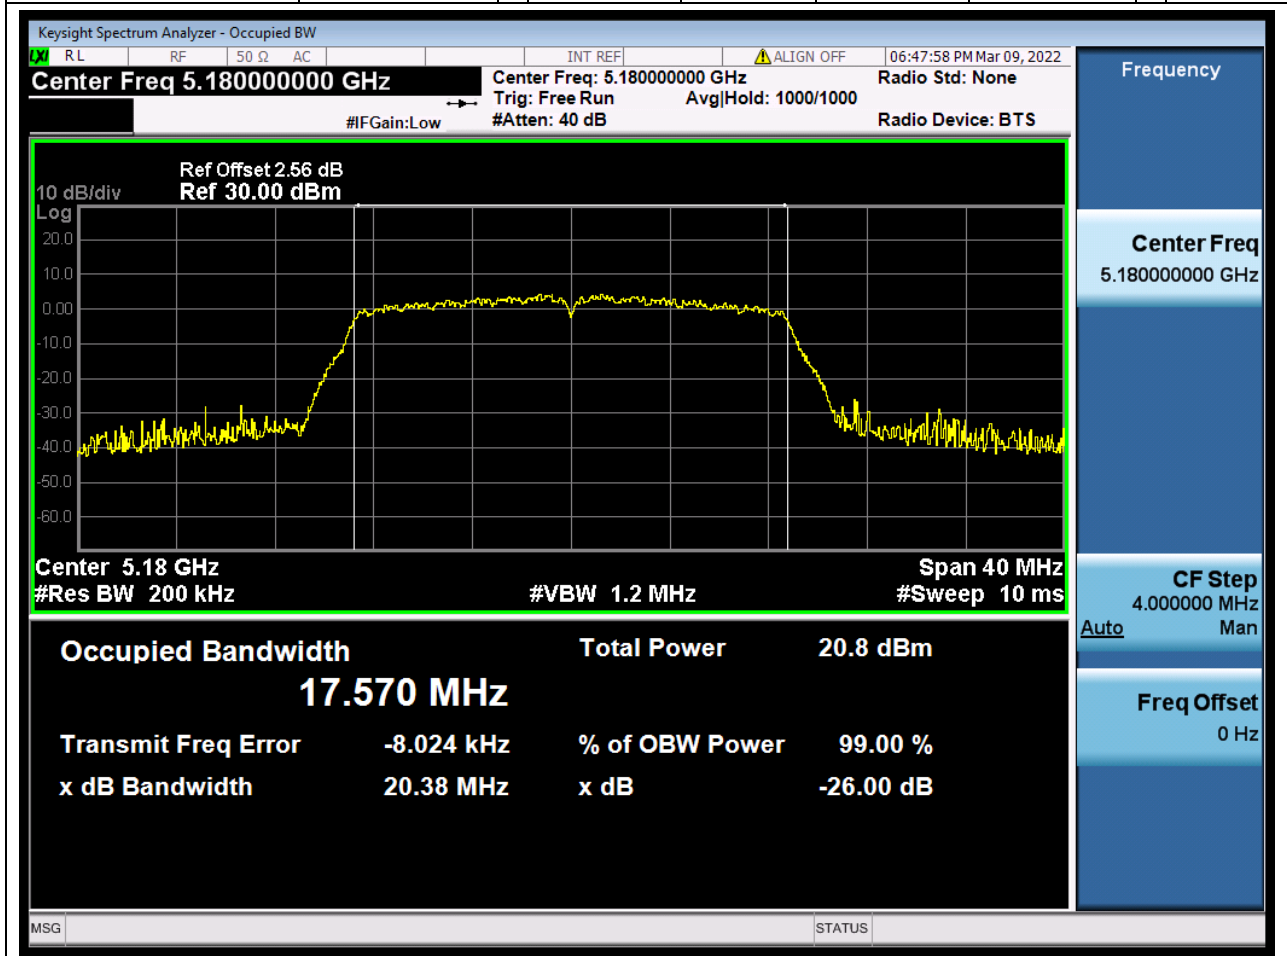 Keysight Spectrum Analyzer - Occupied BW
LXI RL RF 50 Ω AC INT REF ALIGN OFF 06:47:58 PM Mar 09, 2022
Center Freq 5.180000000 GHz
Center Freq: 5.180000000 GHz
Radio Std: None
Trig: Free Run Avg|Hold: 1000/1000
#IFGain:Low
#Atten: 40 dB
Radio Device: BTS
Ref Offset 2.56 dB
10 dB/div Ref 30.00 dBm
Log
20.0
10.0
0.00
-10.0
-20.0
-30.0
-40.0
-50.0
-60.0
Center 5.18 GHz Span 40 MHz
#Res BW 200 kHz #VBW 1.2 MHz #Sweep 10 ms
Occupied Bandwidth Total Power 20.8 dBm
17.570 MHz
Transmit Freq Error -8.024 kHz % of OBW Power 99.00 %
x dB Bandwidth 20.38 MHz x dB -26.00 dB
MSG STATUS
Frequency
Center Freq
5.180000000 GHz
CF Step
4.000000 MHz
Auto Man
Freq Offset
0 Hz